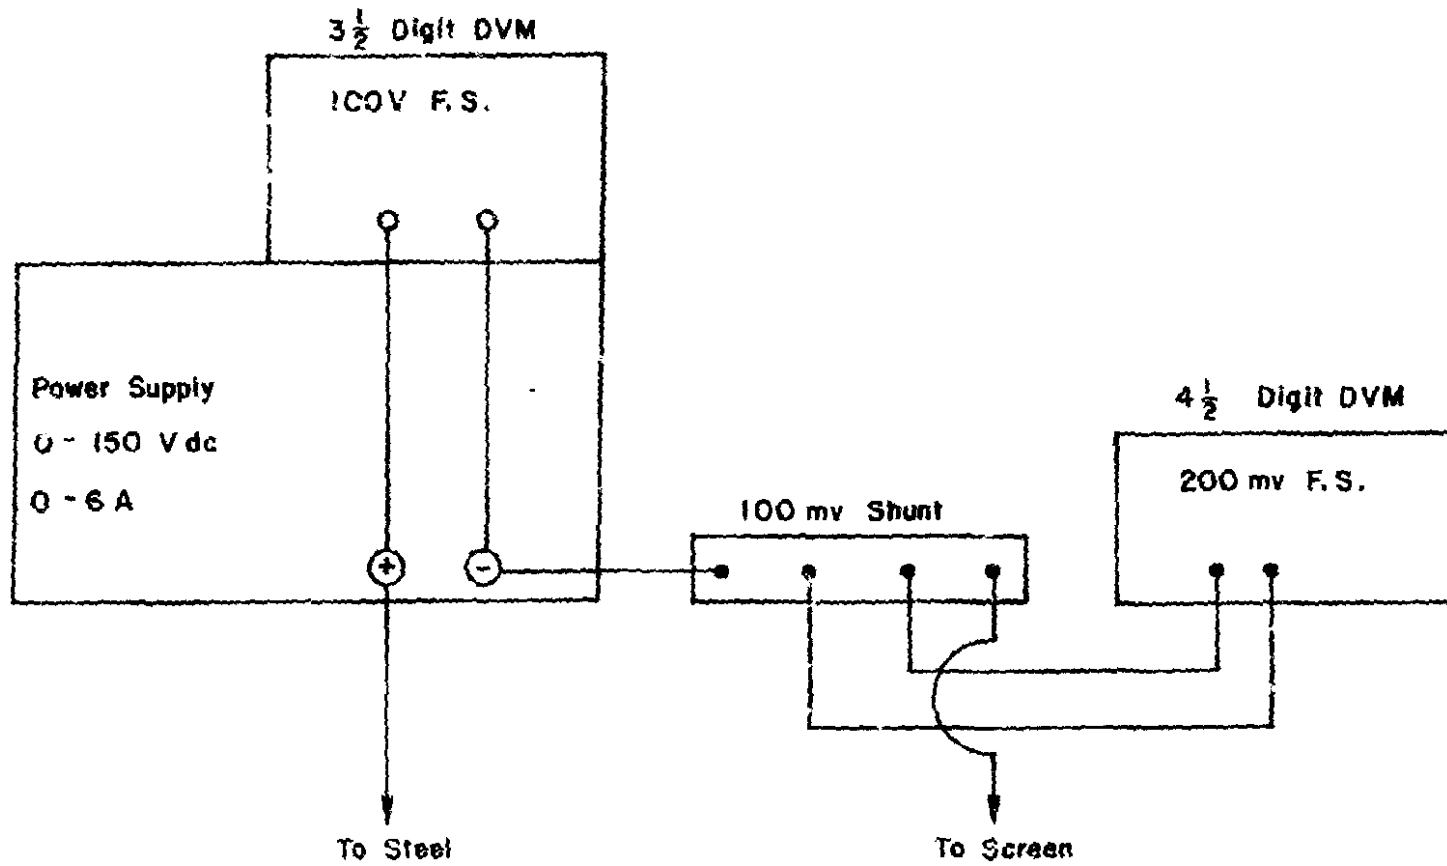 3 1/2 Digit DVM
100V F.S.
Power Supply
0 - 150 V dc
0 - 6 A
+
-
100 mv Shunt
4 1/2 Digit DVM
200 mv F.S.
To Steel
To Screen